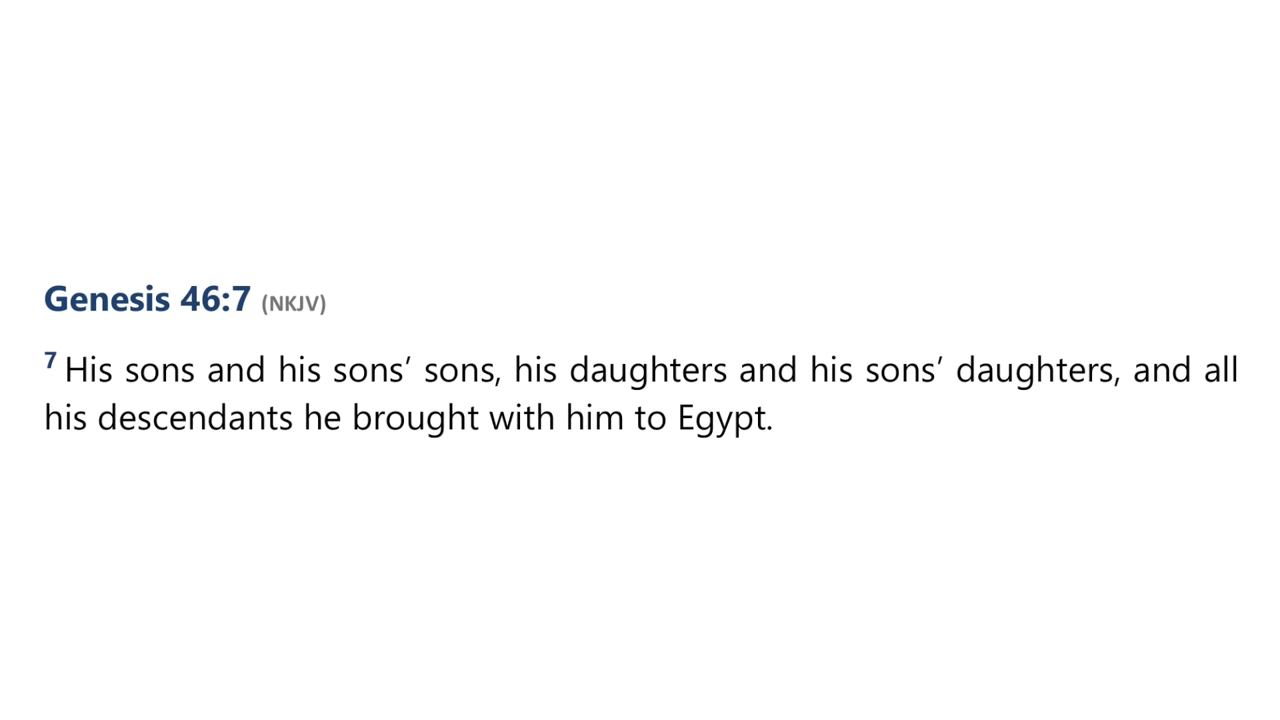 Genesis 46:7 (NKJV)
7 His sons and his sons’ sons, his daughters and his sons’ daughters, and all
his descendants he brought with him to Egypt.